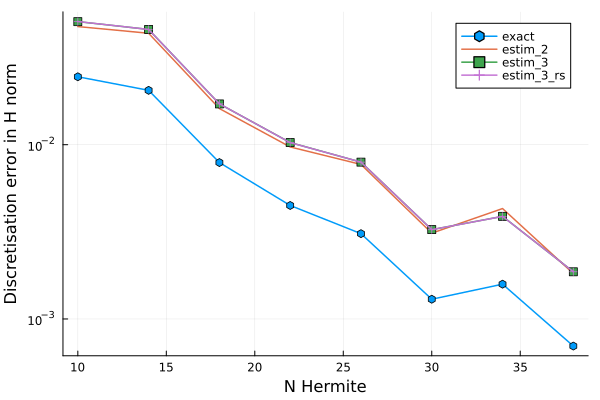 exact
estim_2
estim_3
estim_3_rs
Discretisation error in H norm
10⁻²
10⁻³
10 15 20 25 30 35
N Hermite